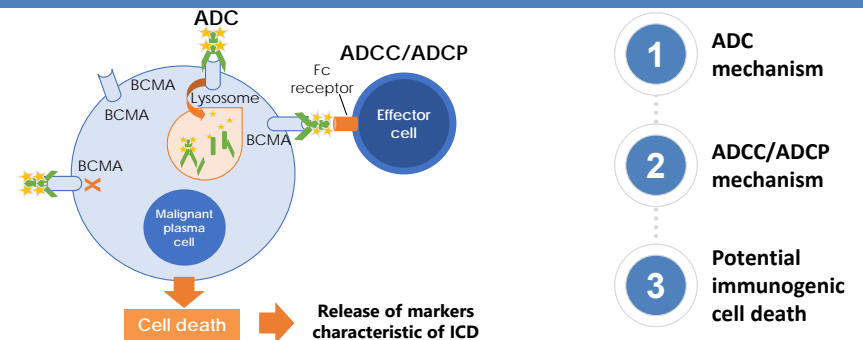 ADC
ADCC/ADCP
Fc
receptor
BCMA
Lysosome
BCMA
BCMA
Effector
cell
BCMA
Malignant
plasma
cell
Cell death
Release of markers
characteristic of ICD
1
ADC
mechanism
2
ADCC/ADCP
mechanism
3
Potential
immunogenic
cell death